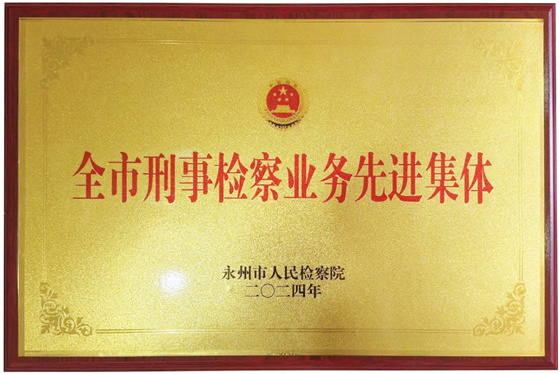 全市刑事检察业务先进集体
永州市人民检察院
二〇二四年